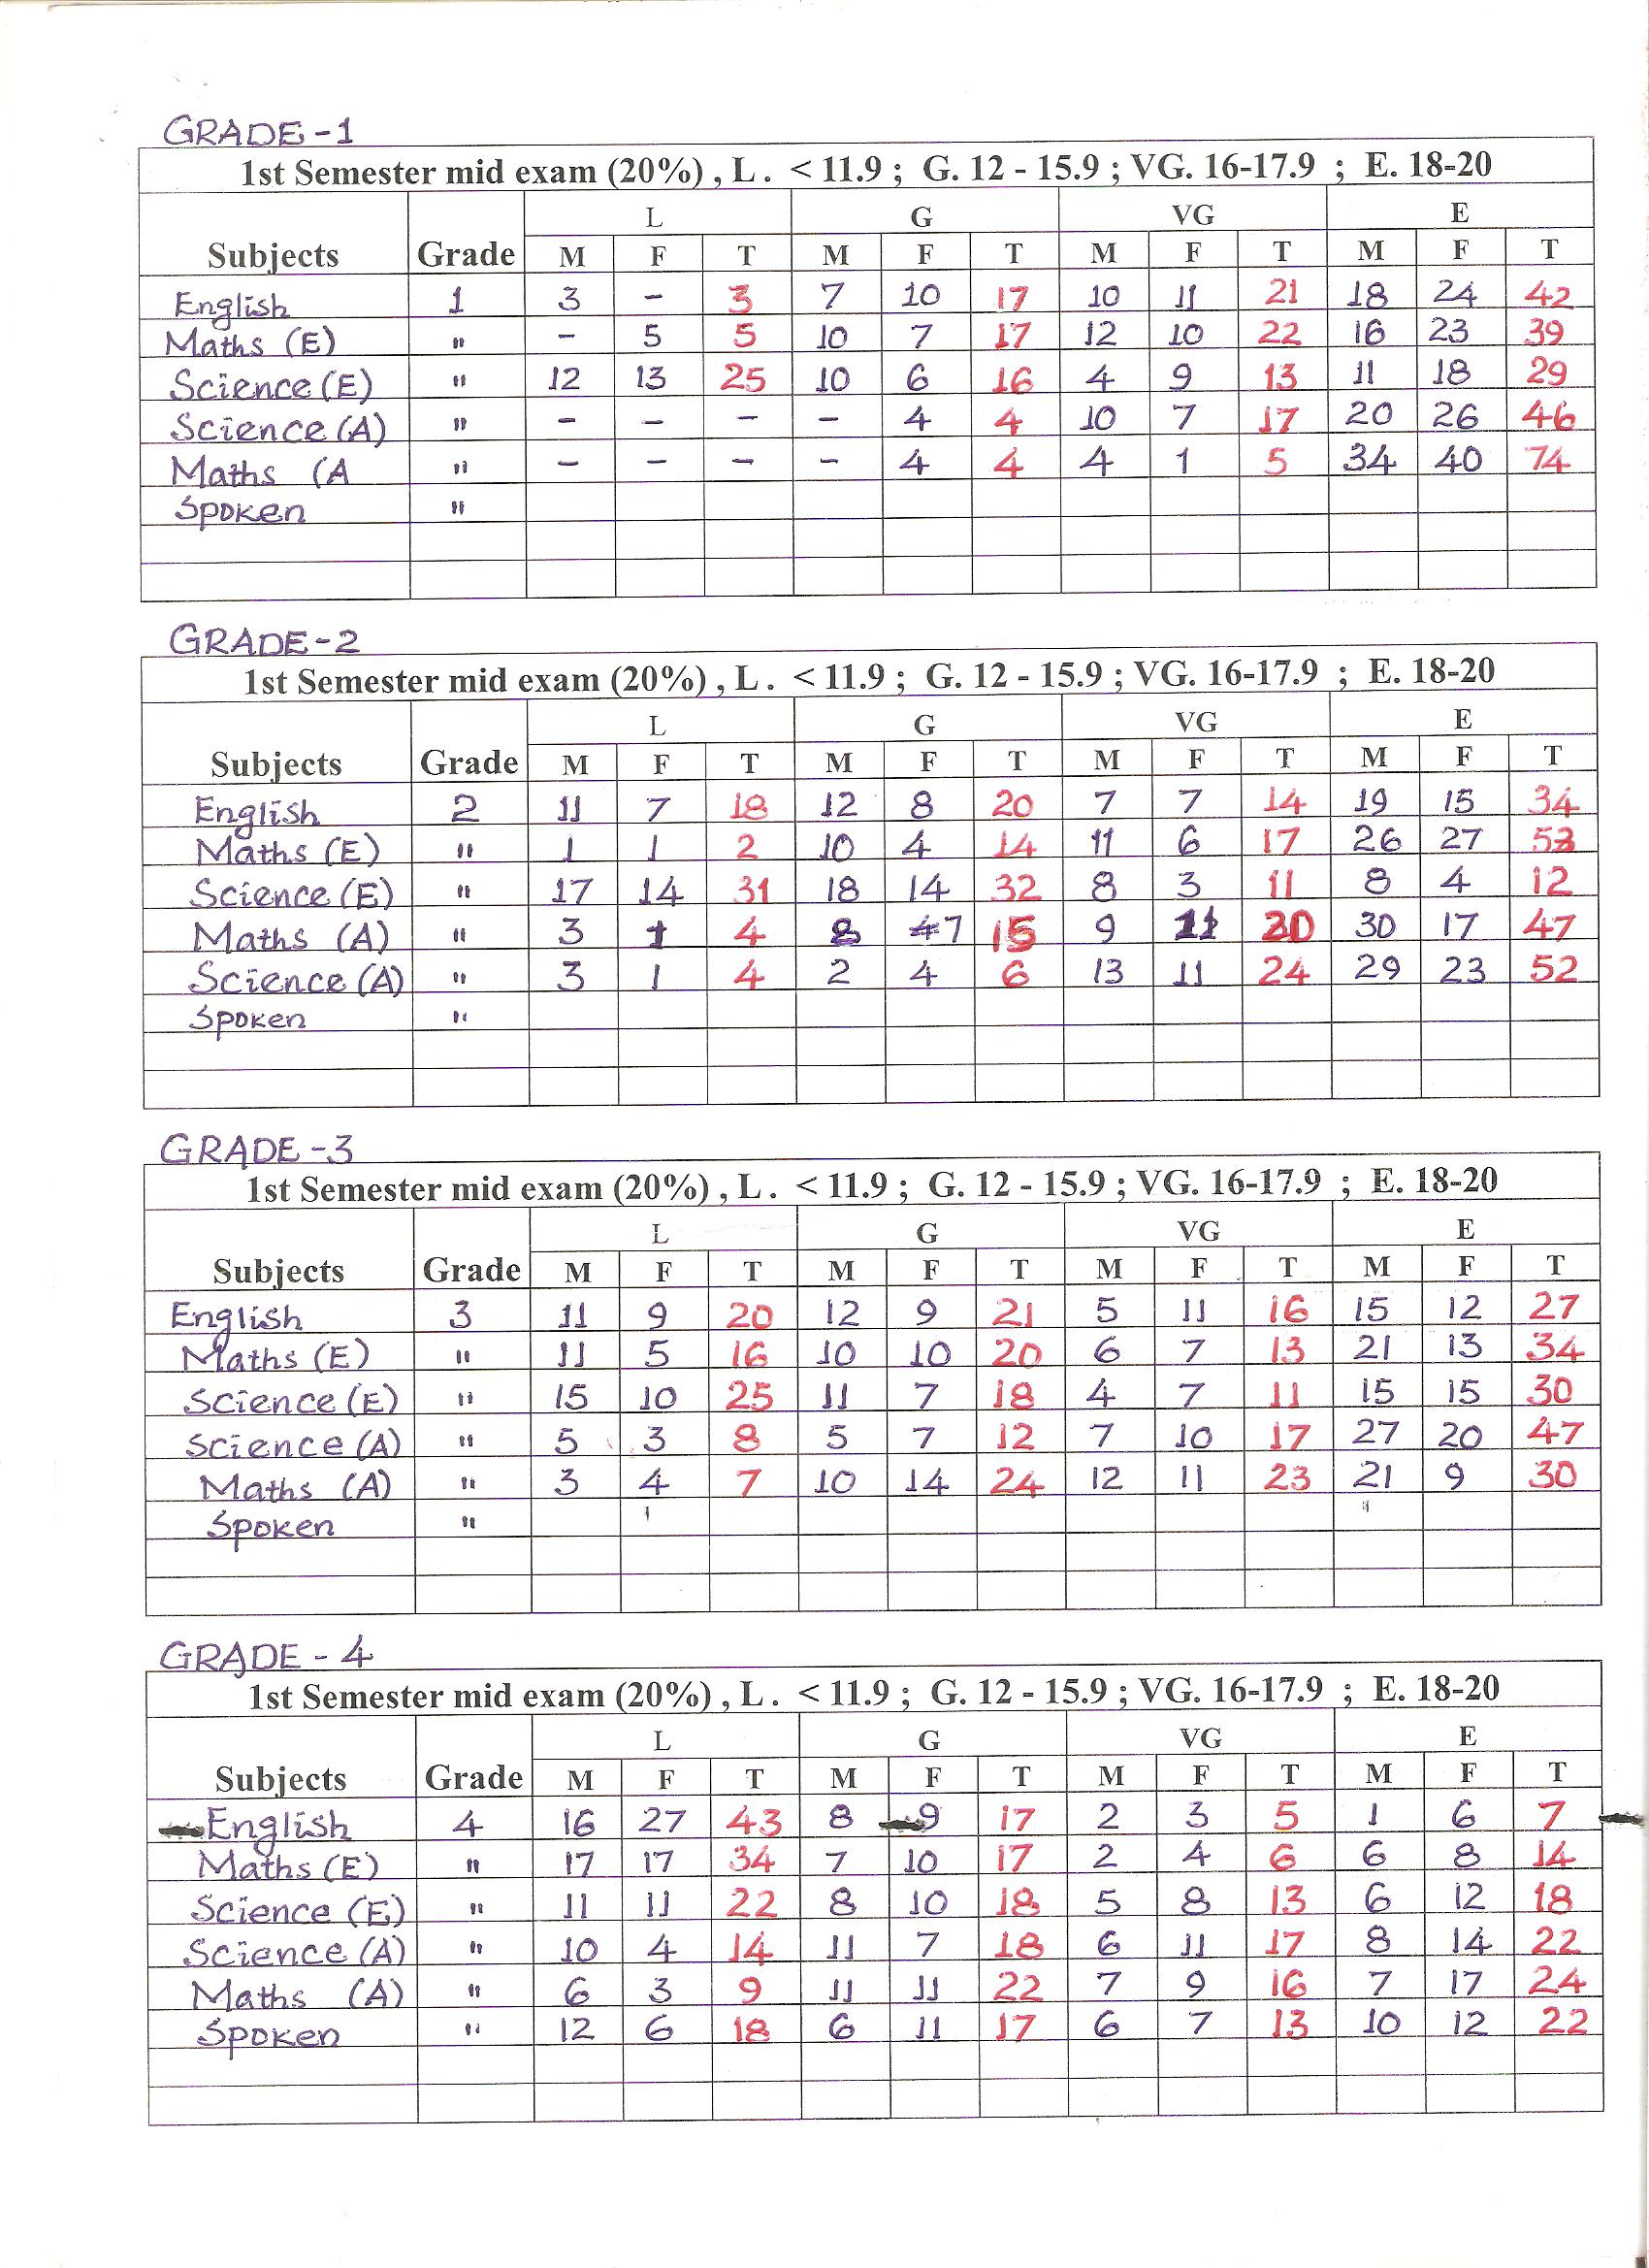 GRADE-1
1st Semester mid exam (20%) , L . < 11.9 ; G. 12 - 15.9 ; VG. 16-17.9 ; E. 18-20
L G VG E
Subjects Grade M F T M F T M F T M F T
English 1 3 - 3 7 10 17 10 11 21 18 24 42
Maths (E) " - 5 5 10 7 17 12 10 22 16 23 39
Science (E) " 12 13 25 10 6 16 4 9 13 11 18 29
Science (A) " - - - - 4 4 10 7 17 20 26 46
Maths (A " - - - - 4 4 4 1 5 34 40 74
Spoken "
GRADE-2
1st Semester mid exam (20%) , L . < 11.9 ; G. 12 - 15.9 ; VG. 16-17.9 ; E. 18-20
L G VG E
Subjects Grade M F T M F T M F T M F T
English 2 11 7 18 12 8 20 7 7 14 19 15 34
Maths (E) " 1 1 2 10 4 14 11 6 17 26 27 53
Science (E) " 17 14 31 18 14 32 8 3 11 8 4 12
Maths (A) " 3 1 4 8 7 15 9 11 20 30 17 47
Science (A) " 3 1 4 2 4 6 13 11 24 29 23 52
Spoken "
GRADE -3
1st Semester mid exam (20%) , L . < 11.9 ; G. 12 - 15.9 ; VG. 16-17.9 ; E. 18-20
L G VG E
Subjects Grade M F T M F T M F T M F T
English 3 11 9 20 12 9 21 5 11 16 15 12 27
Maths (E) " 11 5 16 10 10 20 6 7 13 21 13 34
Science (E) " 15 10 25 11 7 18 4 7 11 15 15 30
Science (A) " 5 3 8 5 7 12 7 10 17 27 20 47
Maths (A) " 3 4 7 10 14 24 12 11 23 21 9 30
Spoken "
GRADE - 4
1st Semester mid exam (20%) , L . < 11.9 ; G. 12 - 15.9 ; VG. 16-17.9 ; E. 18-20
L G VG E
Subjects Grade M F T M F T M F T M F T
English 4 16 27 43 8 9 17 2 3 5 1 6 7
Maths (E) " 17 17 34 7 10 17 2 4 6 6 8 14
Science (E) " 11 11 22 8 10 18 5 8 13 6 12 18
Science (A) " 10 4 14 11 7 18 6 11 17 8 14 22
Maths (A) " 6 3 9 11 11 22 7 9 16 7 17 24
Spoken " 12 6 18 6 11 17 6 7 13 10 12 22